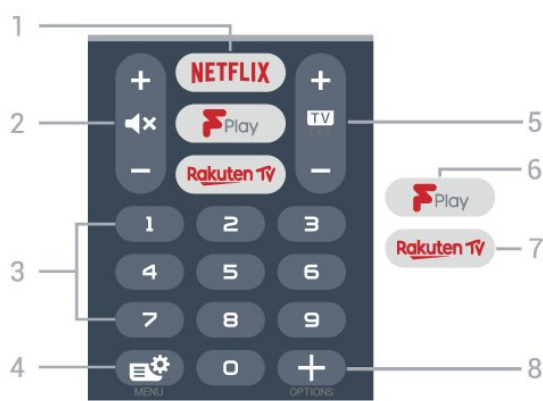 1
NETFLIX
2
F Play
TV
EXIT
5
Rakuten TV
6
F Play
Rakuten TV
7
3
1 2 3
4 5 6
7 8 9
4
0
8
MENU
OPTIONS